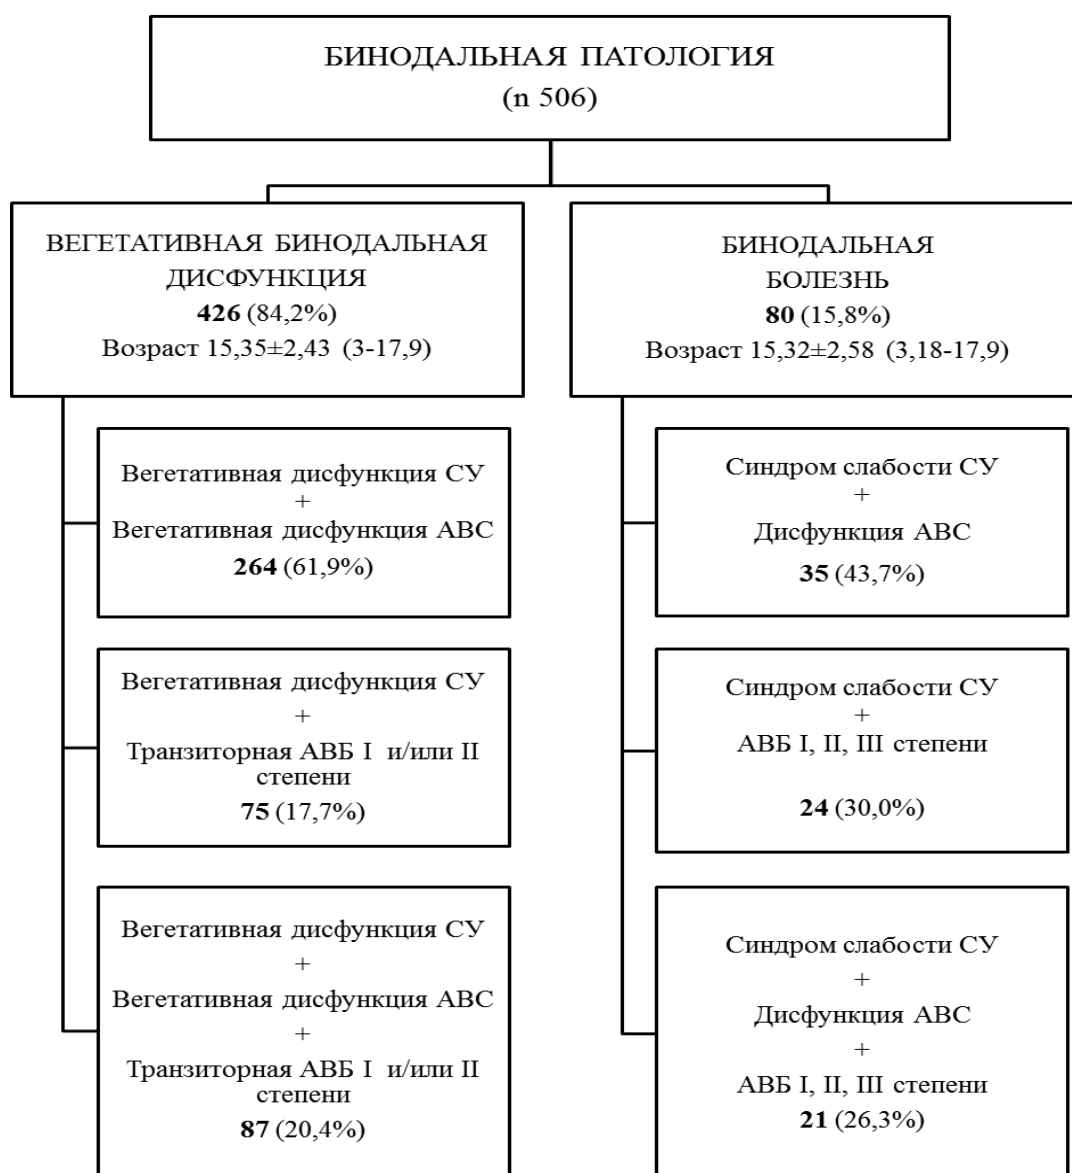 БИНОДАЛЬНАЯ ПАТОЛОГИЯ
(n 506)
ВЕГЕТАТИВНАЯ БИНОДАЛЬНАЯ
ДИСФУНКЦИЯ
426 (84,2%)
Возраст 15,35±2,43 (3-17,9)
Вегетативная дисфункция СУ
+
Вегетативная дисфункция АВС
264 (61,9%)
Вегетативная дисфункция СУ
+
Транзиторная АВБ I и/или II
степени
75 (17,7%)
Вегетативная дисфункция СУ
+
Вегетативная дисфункция АВС
+
Транзиторная АВБ I и/или II
степени
87 (20,4%)
БИНОДАЛЬНАЯ
БОЛЕЗНЬ
80 (15,8%)
Возраст 15,32±2,58 (3,18-17,9)
Синдром слабости СУ
+
Дисфункция АВС
35 (43,7%)
Синдром слабости СУ
+
АВБ I, II, III степени
24 (30,0%)
Синдром слабости СУ
+
Дисфункция АВС
+
АВБ I, II, III степени
21 (26,3%)